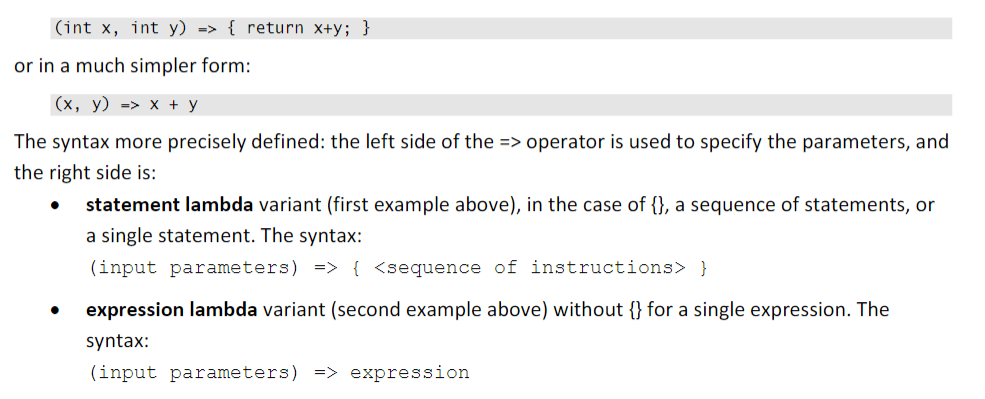 (int x, int y) => { return x+y; }
or in a much simpler form:
(x, y) => x + y
The syntax more precisely defined: the left side of the => operator is used to specify the parameters, and
the right side is:
• statement lambda variant (first example above), in the case of {}, a sequence of statements, or
a single statement. The syntax:
(input parameters) => { <sequence of instructions> }
• expression lambda variant (second example above) without {} for a single expression. The
syntax:
(input parameters) => expression